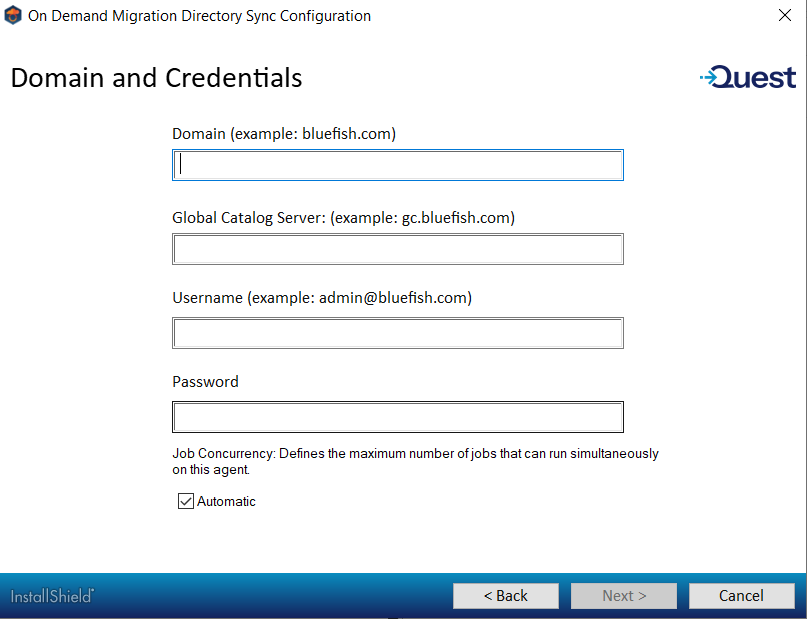 On Demand Migration Directory Sync Configuration
Domain and Credentials
Quest
Domain (example: bluefish.com)
Global Catalog Server: (example: gc.bluefish.com)
Username (example: admin@bluefish.com)
Password
Job Concurrency: Defines the maximum number of jobs that can run simultaneously
on this agent.
Automatic
InstallShield
< Back
Next >
Cancel